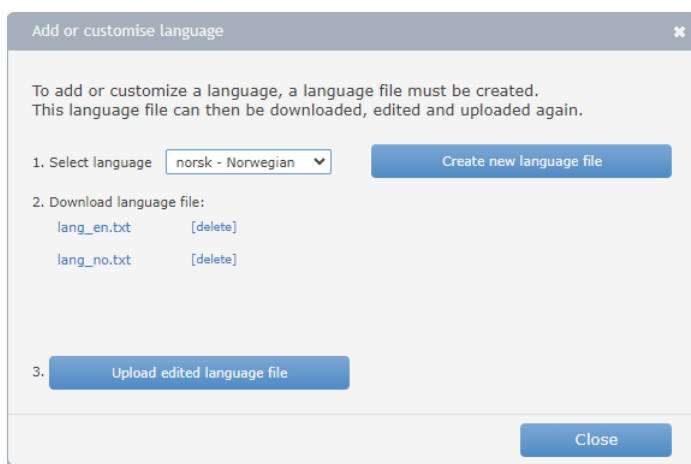 Add or customise language
To add or customize a language, a language file must be created.
This language file can then be downloaded, edited and uploaded again.
1. Select language norsk - Norwegian Create new language file
2. Download language file:
lang_en.txt [delete]
lang_no.txt [delete]
3. Upload edited language file
Close